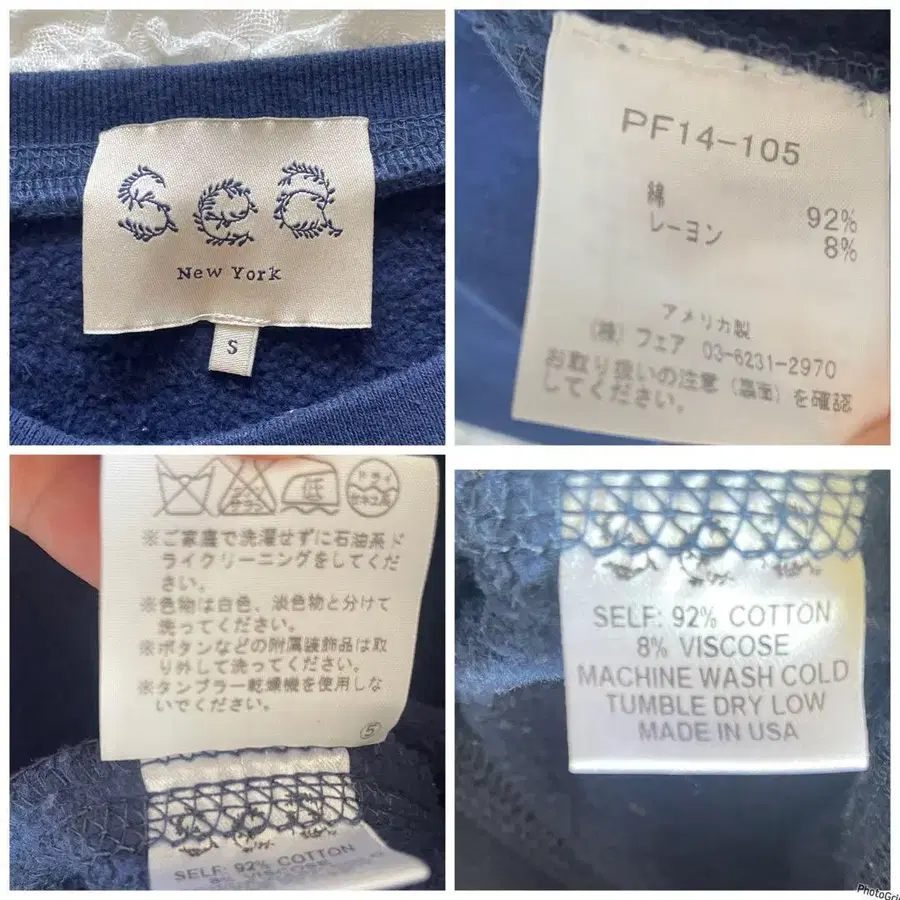 Sea
New York
S
PF14-105
綿 92%
レーヨン 8%
アメリカ製
(株) フェア 03-6231-2970
お取り扱いの注意 (裏面) を確認
してください。
低
※ご家庭で洗濯せずに石油系ド
ライクリーニングをしてくだ
さい。
※色物は白色、淡色物と分けて
洗ってください。
※ボタンなどの附属装飾品は取
り外して洗ってください。
※タンブラー乾燥機を使用しな
いでください。
5
SELF: 92% COTTON
8% VISCOSE
SELF: 92% COTTON
8% VISCOSE
MACHINE WASH COLD
TUMBLE DRY LOW
MADE IN USA